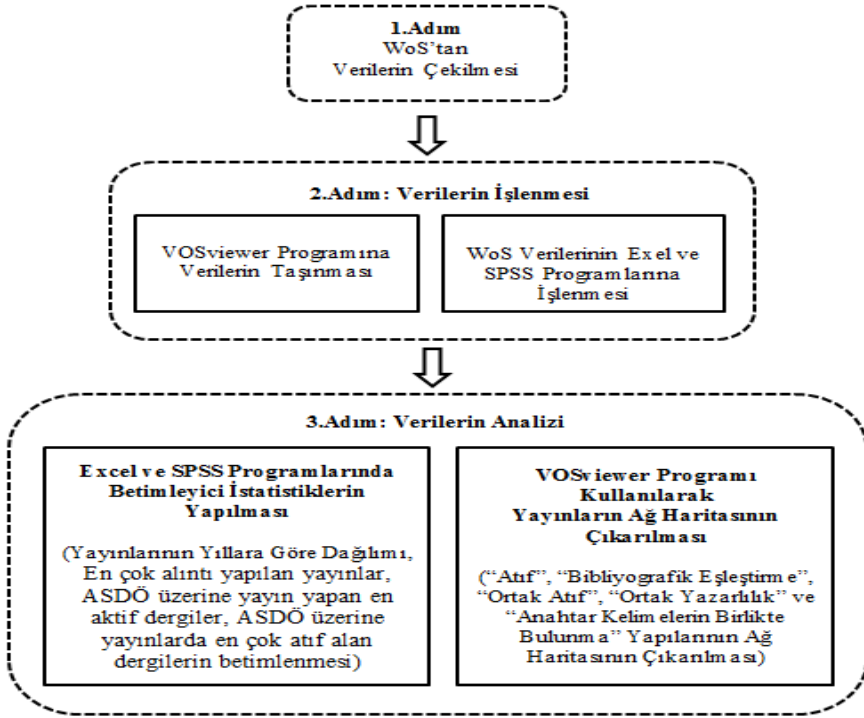 1.Adım
WoS'tan
Verilerin Çekilmesi
2.Adım: Verilerin İşlenmesi
VOSviewer Programına
Verilerin Taşınması
WoS Verilerinin Exel ve
SPSS Programlarına
İşlenmesi
3.Adım: Verilerin Analizi
Excel ve SPSS Programlarında
Betimleyici İstatistiklerin
Yapılması
(Yayınlarının Yıllara Göre Dağılımı,
En çok alıntı yapılan yayınlar,
ASDÖ üzerine yayın yapan en
aktif dergiler, ASDÖ üzerine
yayınlarda en çok atıf alan
dergilerin betimlenmesi)
VOSviewer Programı
Kullanılarak
Yayınların Ağ Haritasının
Çıkarılması
("Atıf", "Bibliyografik Eşleştirme",
"Ortak Atıf", "Ortak Yazarlılık" ve
"Anahtar Kelimelerin Birlikte
Bulunma" Yapılarının Ağ
Haritasının Çıkarılması)